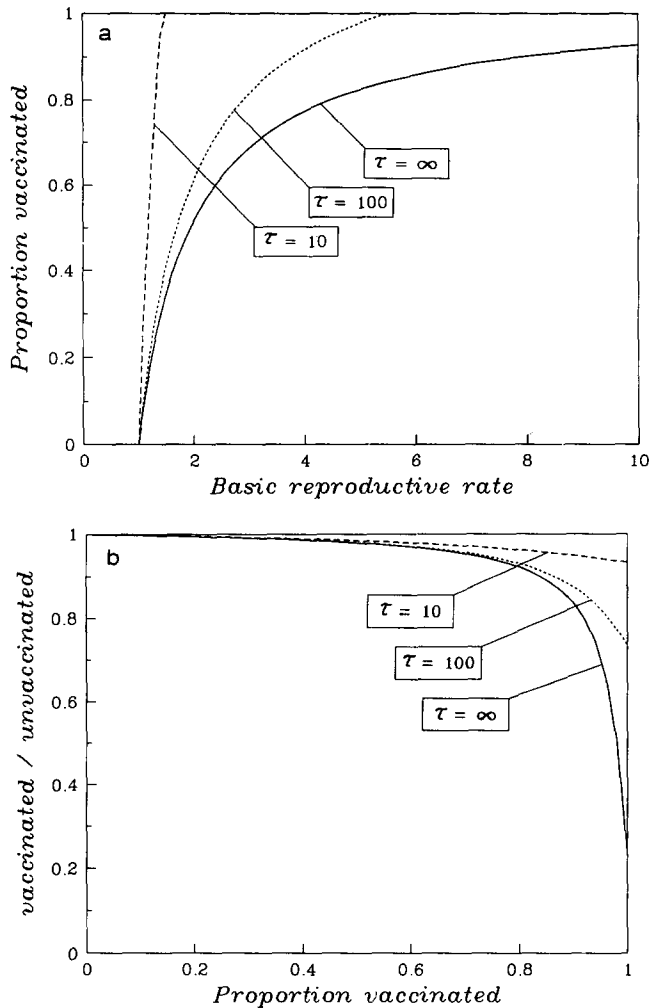 a
1
0.8
0.6
0.4
0.2
0
Proportion vaccinated
τ = ∞
τ = 100
τ = 10
0 2 4 6 8 10
Basic reproductive rate
b
1
0.8
0.6
0.4
0.2
0
vaccinated / unvaccinated
τ = 10
τ = 100
τ = ∞
0 0.2 0.4 0.6 0.8 1
Proportion vaccinated